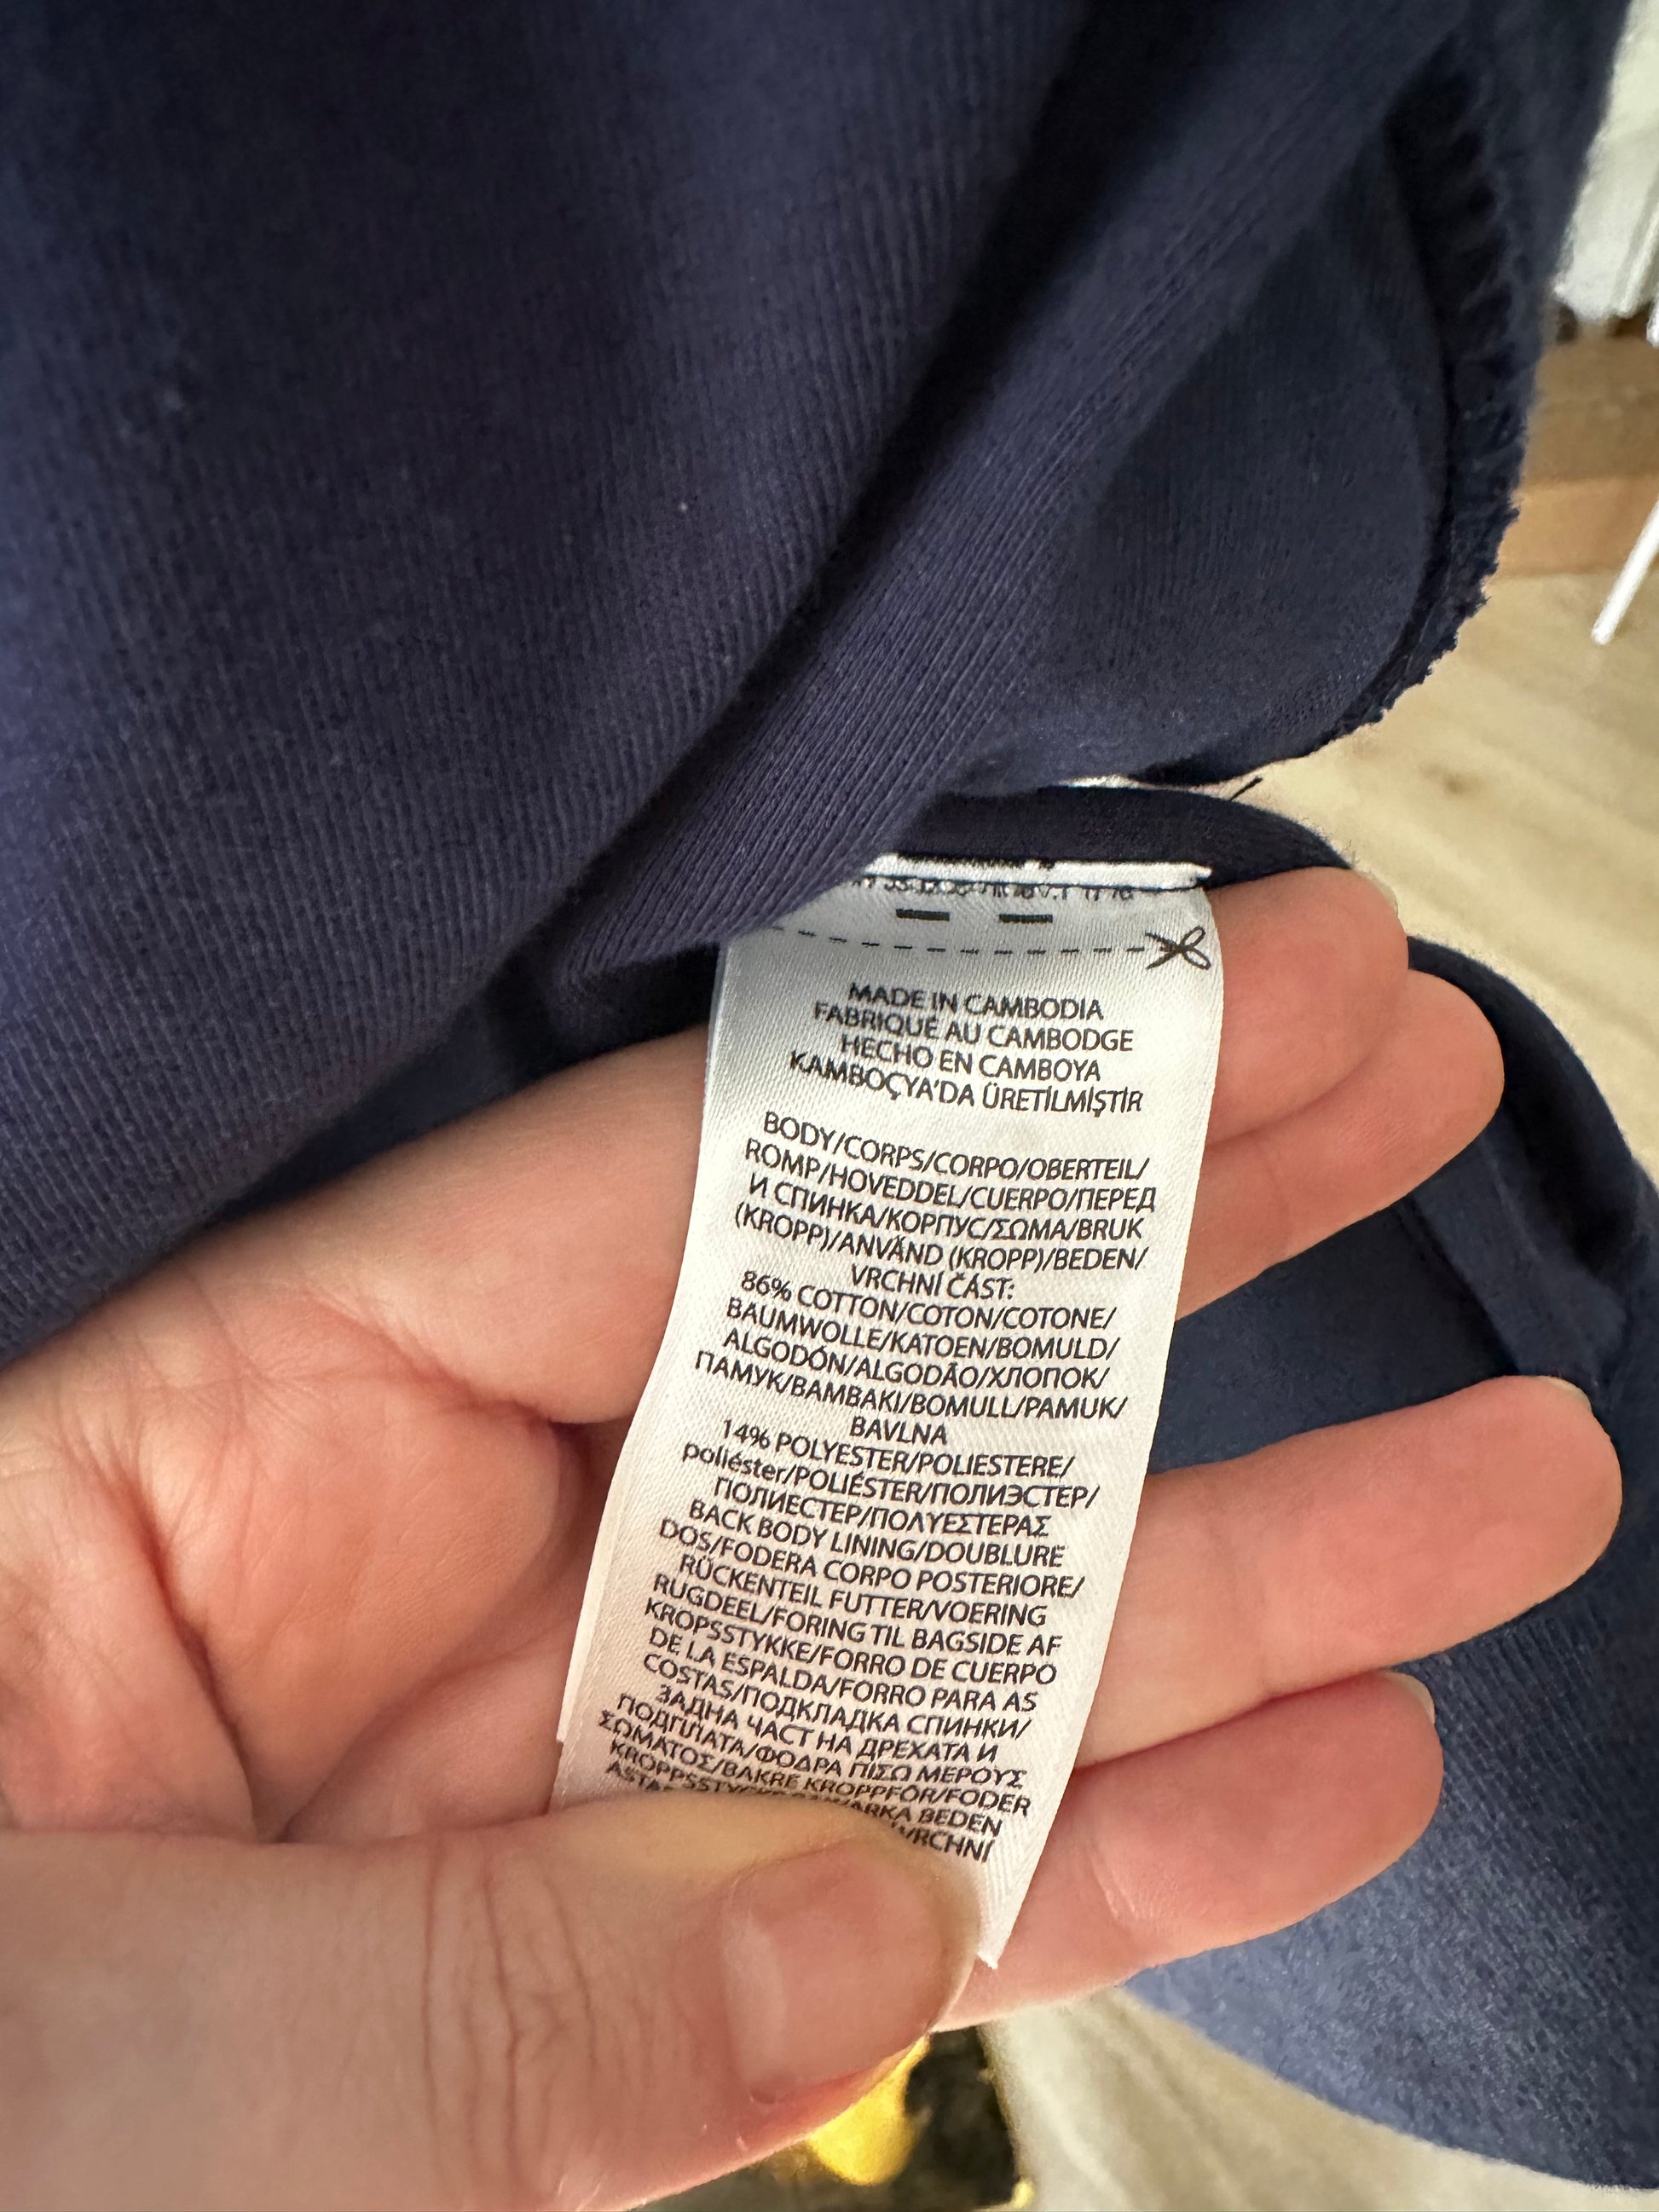 MADE IN CAMBODIA
FABRIQUÉ AU CAMBODGE
HECHO EN CAMBOYA
KAMBOÇYA'DA ÜRETİLMİŞTİR
BODY/CORPS/CORPO/OBERTEIL/
ROMP/HOVEDDEL/CUERPO/ПЕРЕД
И СПИНКА/КОРПУС/ΣΩΜΑ/BRUK
(KROPP)/ANVÄND (KROPP)/BEDEN/
VRCHNÍ ČÁST:
86% COTTON/COTON/COTONE/
BAUMWOLLE/KATOEN/BOMULD/
ALGODÓN/ALGODÃO/ХЛОПОК/
ПАМУК/ΒΑΜΒΑΚΙ/BOMULL/PAMUK/
BAVLNA
14% POLYESTER/POLIESTERE/
poliéster/POLIÉSTER/ПОЛИЭСТЕР/
ПОЛИЕСТЕР/ΠΟΛΥΕΣΤΕΡΑΣ
BACK BODY LINING/DOUBLURE
DOS/FODERA CORPO POSTERIORE/
RÜCKENTEIL FUTTER/VOERING
RUGDEEL/FORING TIL BAGSIDE AF
KROPSSTYKKE/FORRO DE CUERPO
DE LA ESPALDA/FORRO PARA AS
COSTAS/ПОДКЛАДКА СПИНКИ/
ЗАДНА ЧАСТ НА ДРЕХАТА И
ПОДПЛАТА/ΦΟΔΡΑ ΠΙΣΩ ΜΕΡΟΥΣ
ΣΩΜΑΤΟΣ/BAKRE KROPPFÖR/FODER
BEDEN
VRCHNÍ